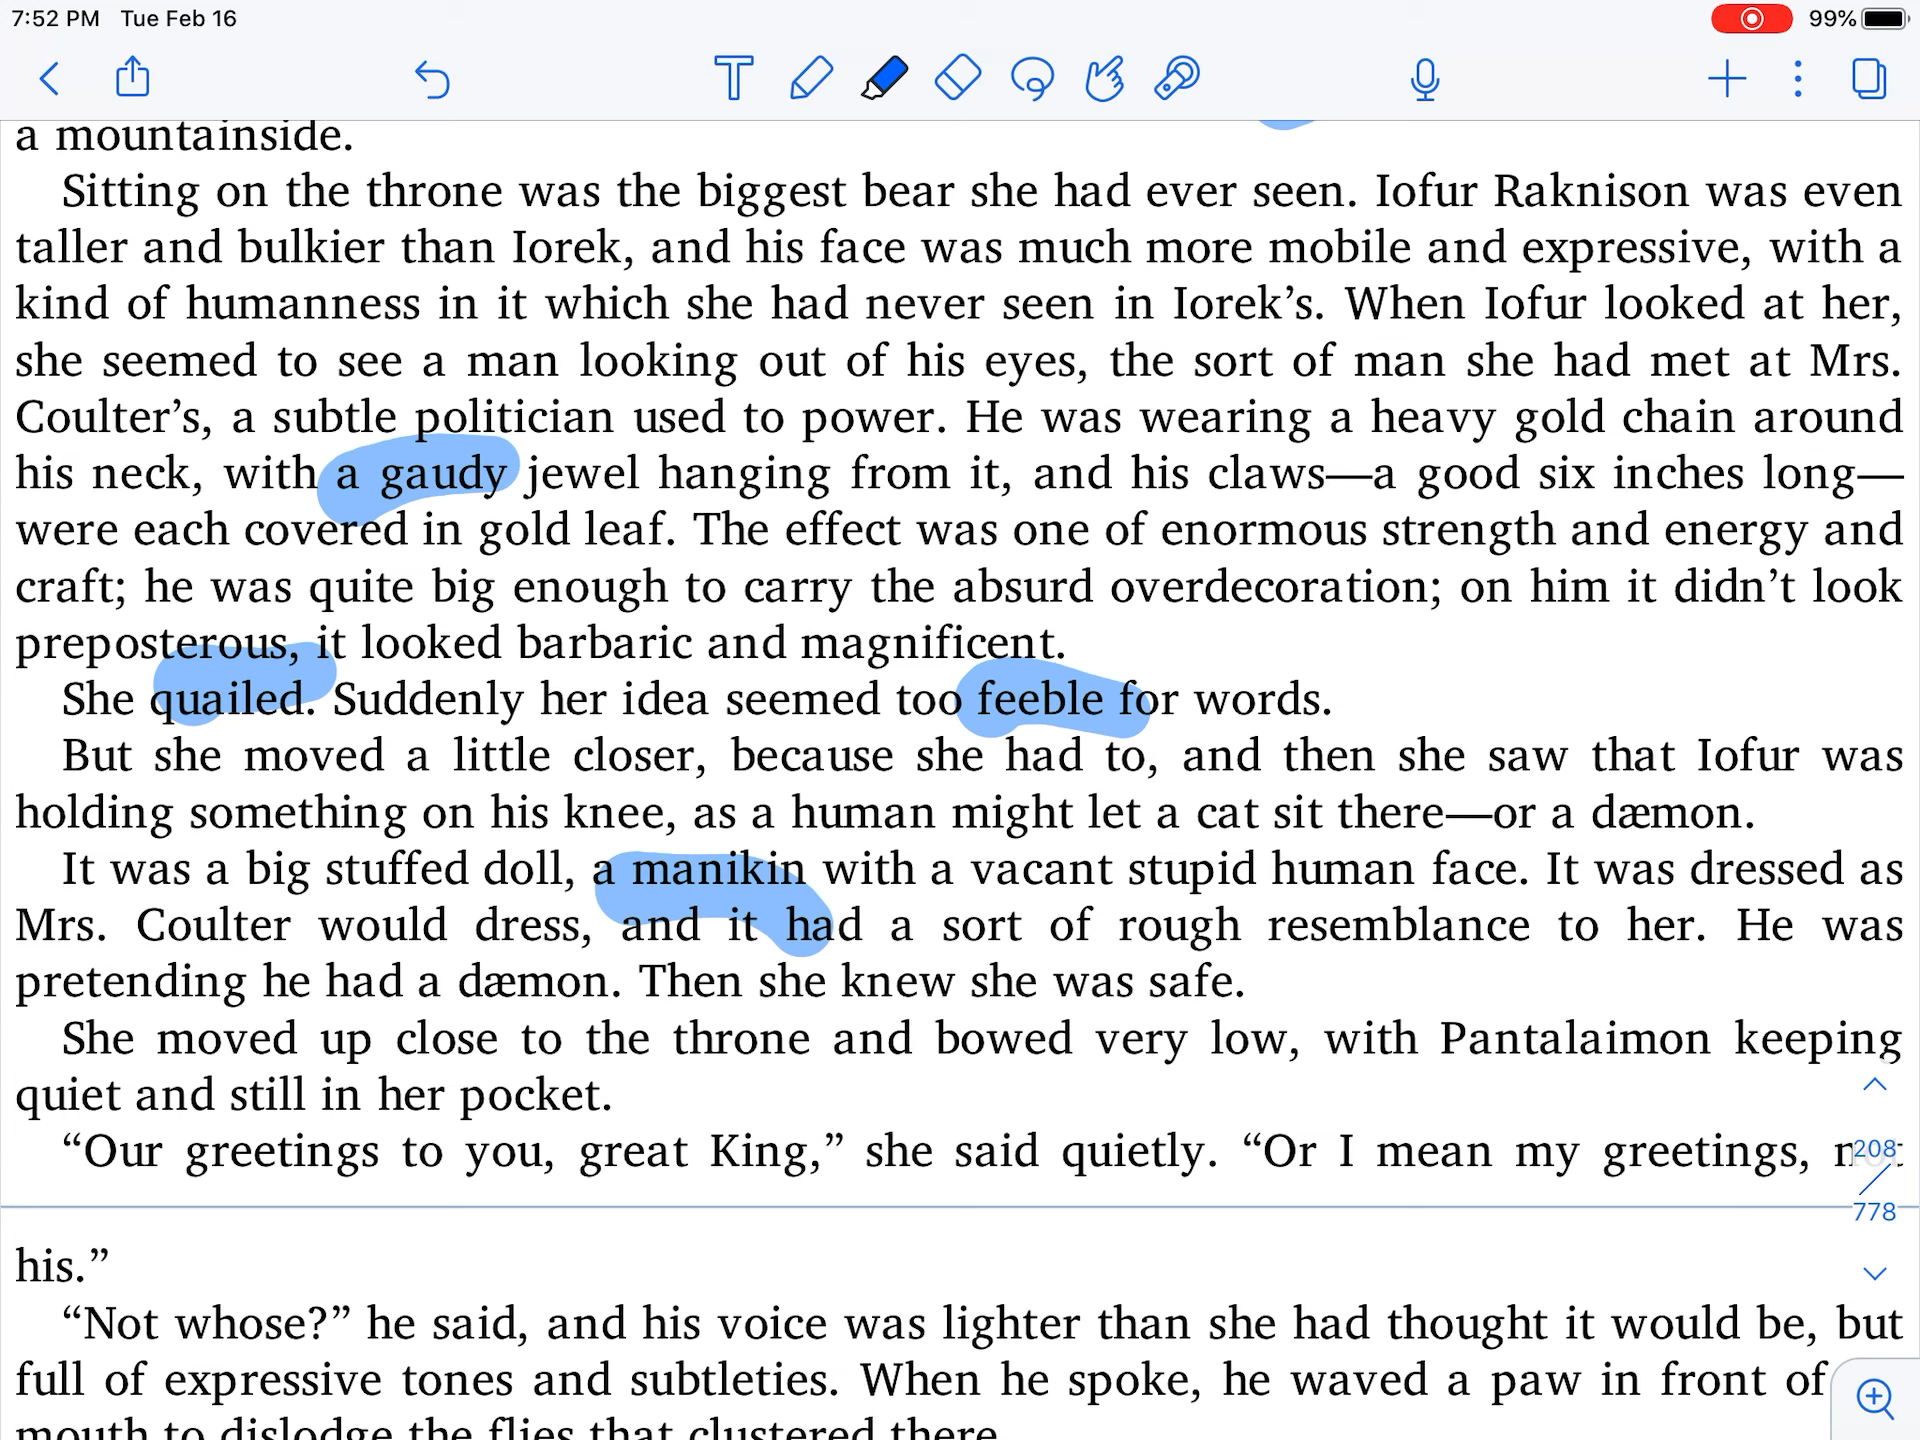 7:52 PM Tue Feb 16
99%
a mountainside.
Sitting on the throne was the biggest bear she had ever seen. Iofur Raknison was even
taller and bulkier than Iorek, and his face was much more mobile and expressive, with a
kind of humanness in it which she had never seen in Iorek’s. When Iofur looked at her,
she seemed to see a man looking out of his eyes, the sort of man she had met at Mrs.
Coulter’s, a subtle politician used to power. He was wearing a heavy gold chain around
his neck, with a gaudy jewel hanging from it, and his claws—a good six inches long—
were each covered in gold leaf. The effect was one of enormous strength and energy and
craft; he was quite big enough to carry the absurd overdecoration; on him it didn’t look
preposterous, it looked barbaric and magnificent.
She quailed. Suddenly her idea seemed too feeble for words.
But she moved a little closer, because she had to, and then she saw that Iofur was
holding something on his knee, as a human might let a cat sit there—or a dæmon.
It was a big stuffed doll, a manikin with a vacant stupid human face. It was dressed as
Mrs. Coulter would dress, and it had a sort of rough resemblance to her. He was
pretending he had a dæmon. Then she knew she was safe.
She moved up close to the throne and bowed very low, with Pantalaimon keeping
quiet and still in her pocket.
“Our greetings to you, great King,” she said quietly. “Or I mean my greetings,
208
778
his.”
“Not whose?” he said, and his voice was lighter than she had thought it would be, but
full of expressive tones and subtleties. When he spoke, he waved a paw in front of
mouth to dislodge the flies that clustered there